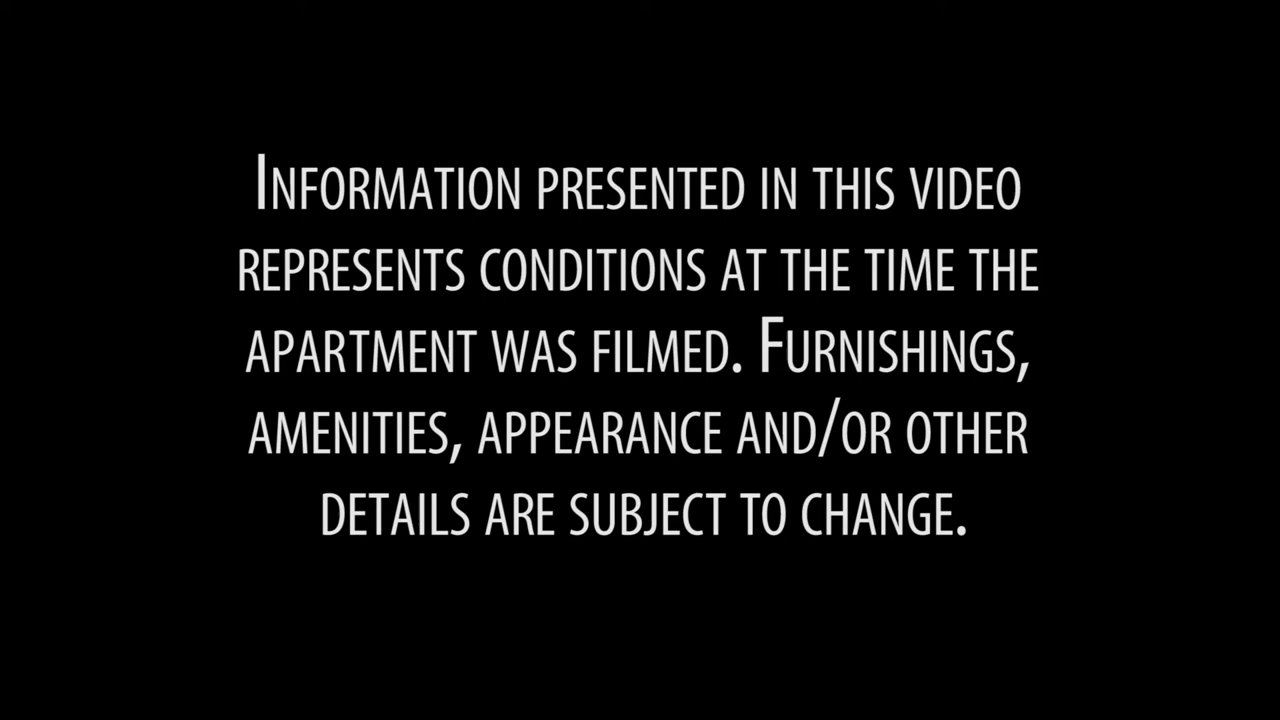 Information presented in this video
represents conditions at the time the
apartment was filmed. Furnishings,
amenities, appearance and/or other
details are subject to change.